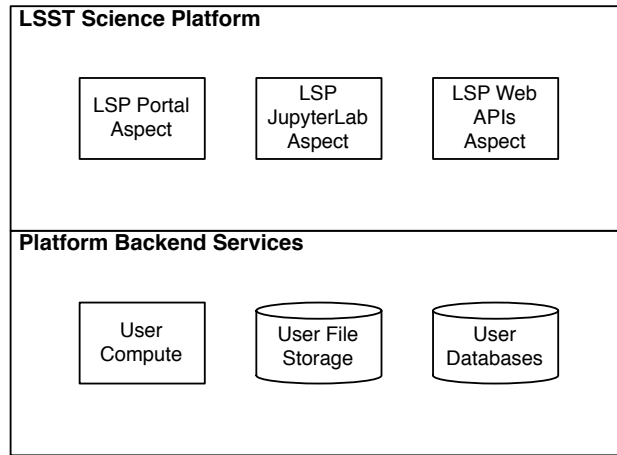 LSST Science Platform
LSP Portal
Aspect
LSP
JupyterLab
Aspect
LSP Web
APIs
Aspect
Platform Backend Services
User
Compute
User File
Storage
User
Databases